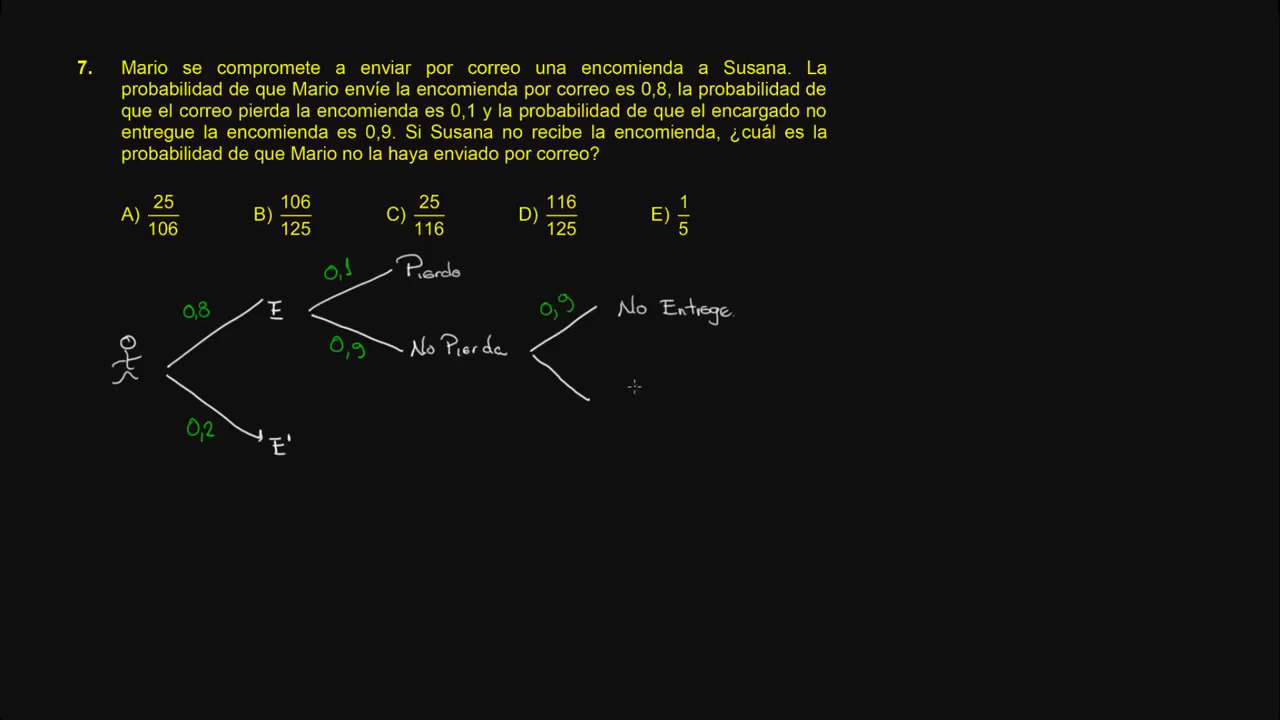 7. Mario se compromete a enviar por correo una encomienda a Susana. La
probabilidad de que Mario envíe la encomienda por correo es 0,8, la probabilidad de
que el correo pierda la encomienda es 0,1 y la probabilidad de que el encargado no
entregue la encomienda es 0,9. Si Susana no recibe la encomienda, ¿cuál es la
probabilidad de que Mario no la haya enviado por correo?
A) 25/106 B) 106/125 C) 25/116 D) 116/125 E) 1/5
0,1 Pierda
0,8 E 0,9 No Entrege.
0,9 No Pierda
0,2 E'